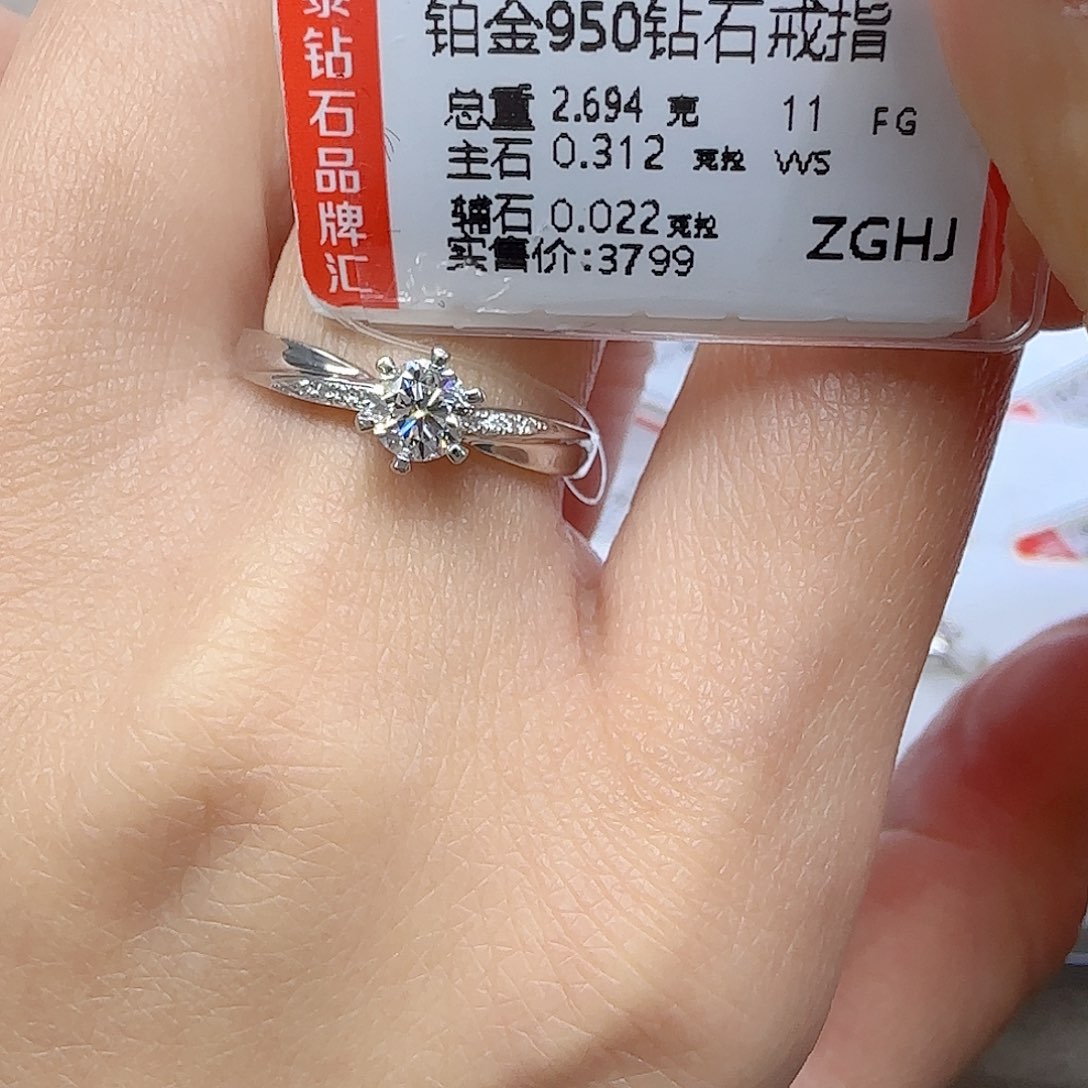 泰钻石品牌汇
铂金950钻石戒指
总重 2.694 克 11 FG
主石 0.312 克拉 VVS
辅石 0.022 克拉
实售价:3799
ZGHJ